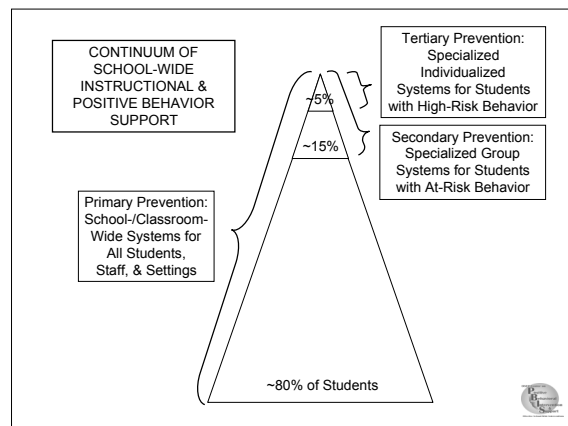 CONTINUUM OF
SCHOOL-WIDE
INSTRUCTIONAL &
POSITIVE BEHAVIOR
SUPPORT
Tertiary Prevention:
Specialized
Individualized
Systems for Students
with High-Risk Behavior
~5%
~15%
Secondary Prevention:
Specialized Group
Systems for Students
with At-Risk Behavior
Primary Prevention:
School-/Classroom-
Wide Systems for
All Students,
Staff, & Settings
~80% of Students